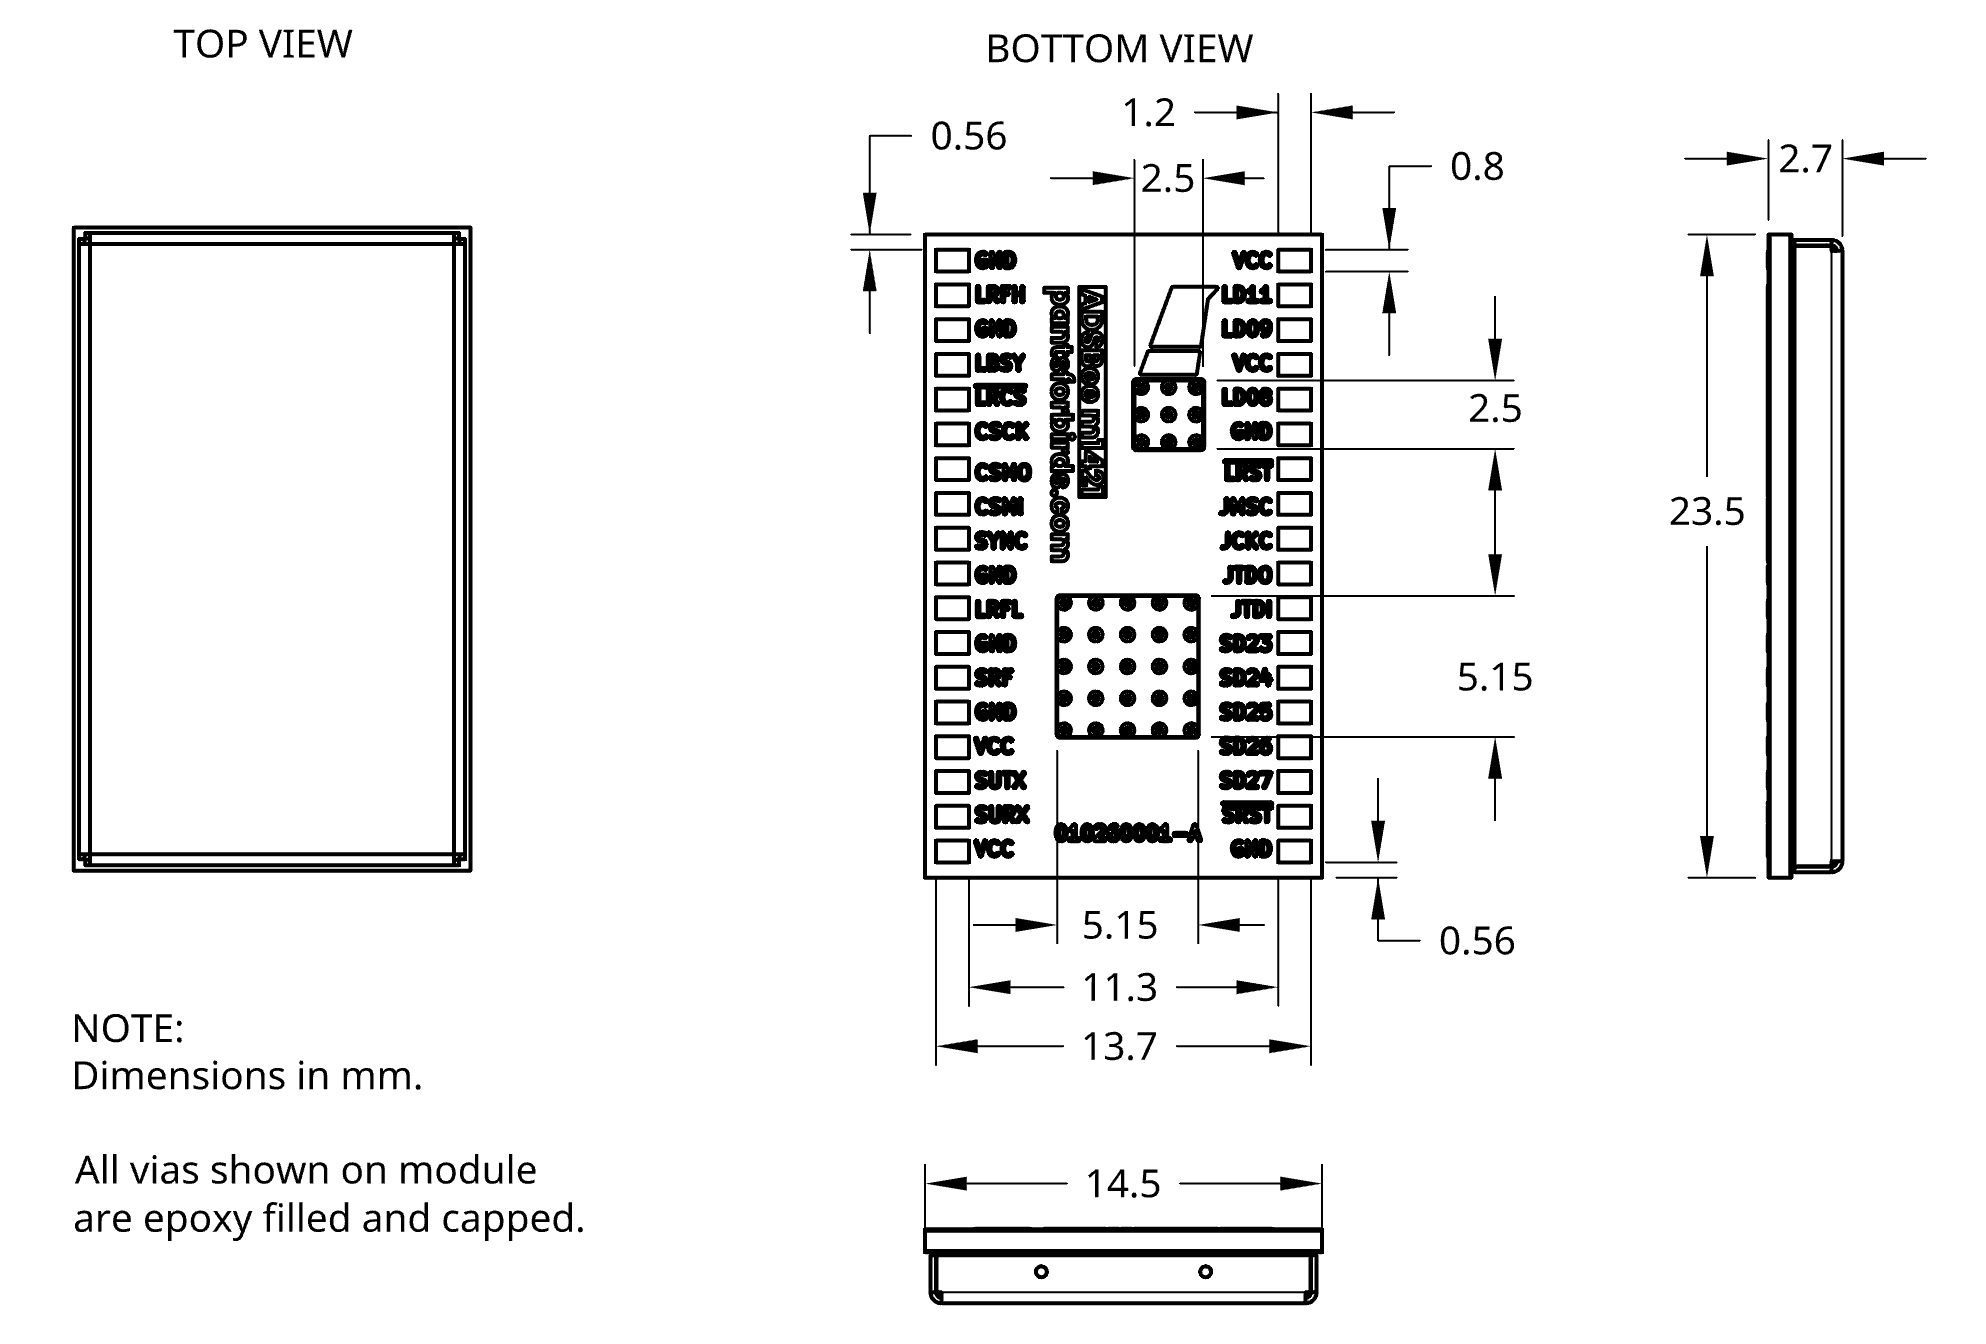 TOP VIEW
BOTTOM VIEW
1.2
0.56
2.5
0.8
2.7
GND
LRFH
GND
LBSY
LRCS
CSCK
CSMO
CSMI
SYNC
GND
LRFL
GND
SRF
GND
VCC
SUTX
SURX
VCC
ADSBee m1421
pantsforbirds.com
VCC
LD11
LD09
VCC
LD08
GND
LRST
JMSC
JCKC
JTDO
JTDI
SD23
SD24
SD25
SD26
SD27
SRST
GND
010260001-A
2.5
5.15
23.5
0.56
5.15
11.3
13.7
NOTE:
Dimensions in mm.
All vias shown on module
are epoxy filled and capped.
14.5